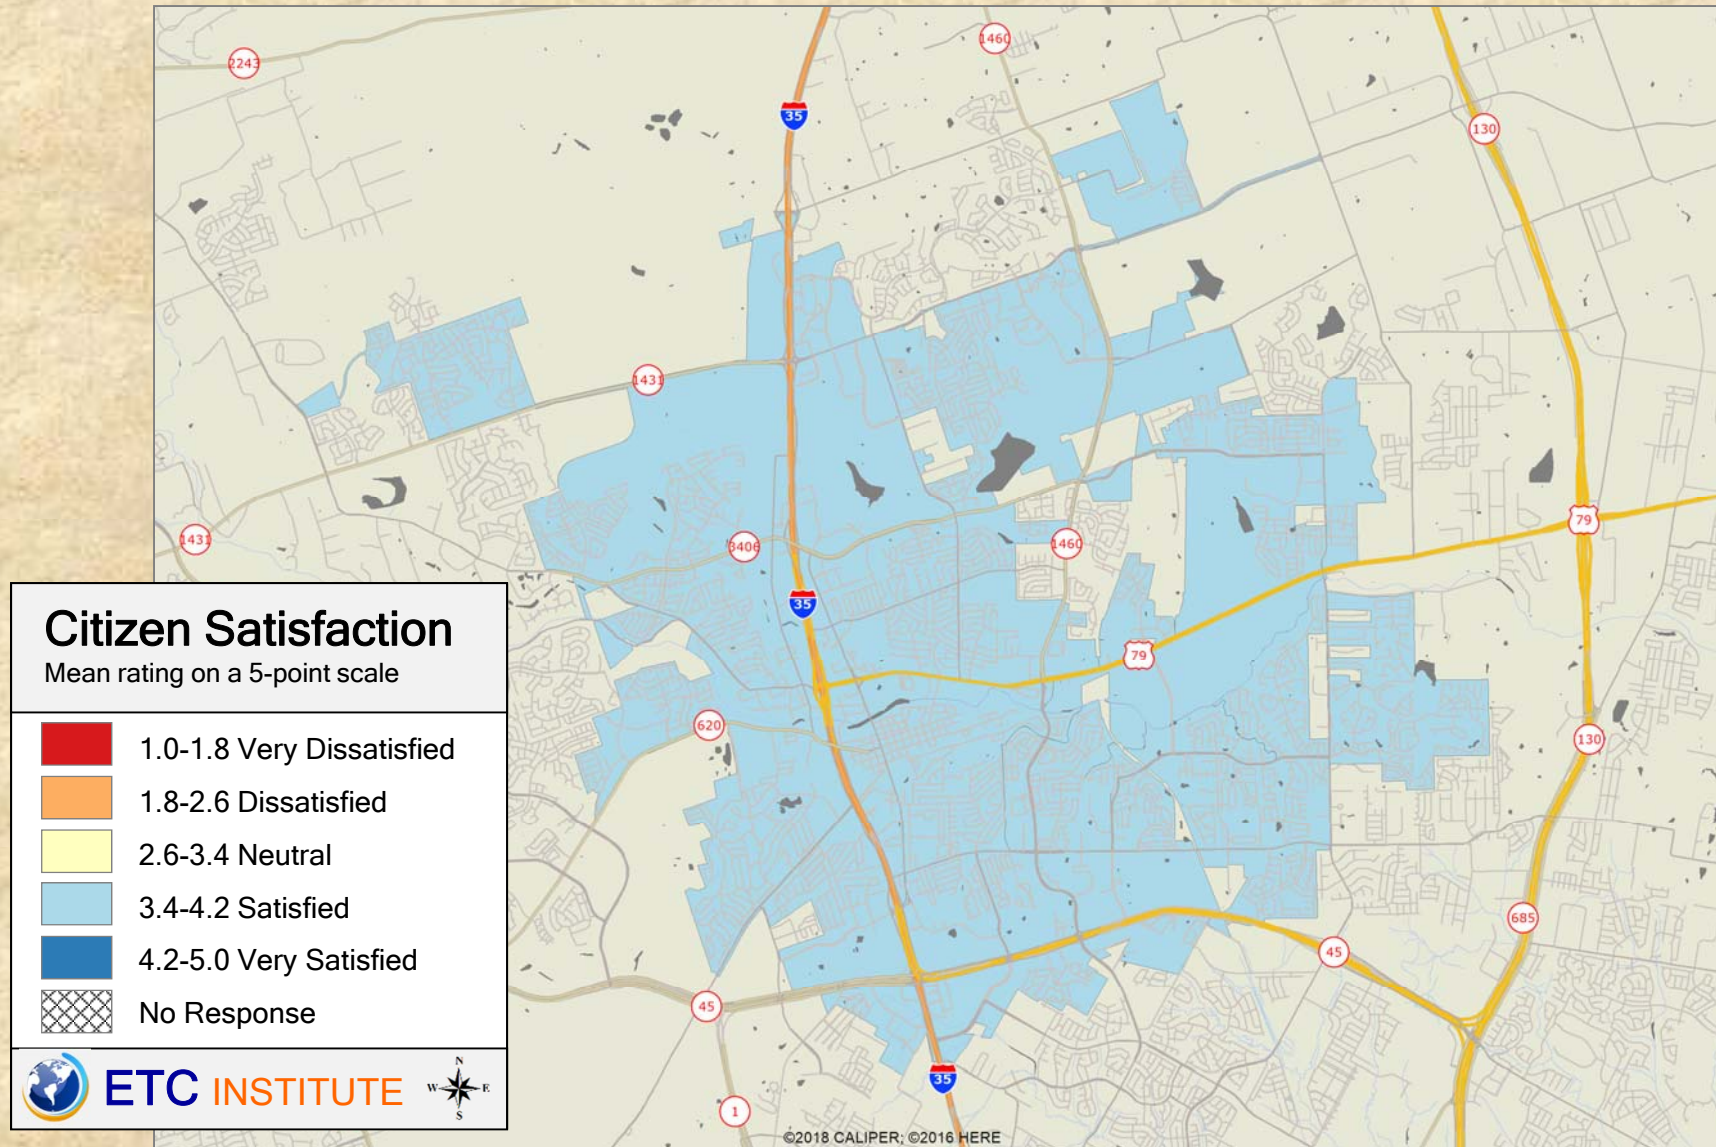 2243
1460
35
130
1431
1431
3406
1460
79
35
79
620
130
685
45
45
35
1
Citizen Satisfaction
Mean rating on a 5-point scale
1.0-1.8 Very Dissatisfied
1.8-2.6 Dissatisfied
2.6-3.4 Neutral
3.4-4.2 Satisfied
4.2-5.0 Very Satisfied
No Response
ETC INSTITUTE
N
W E
S
©2018 CALIPER; ©2016 HERE